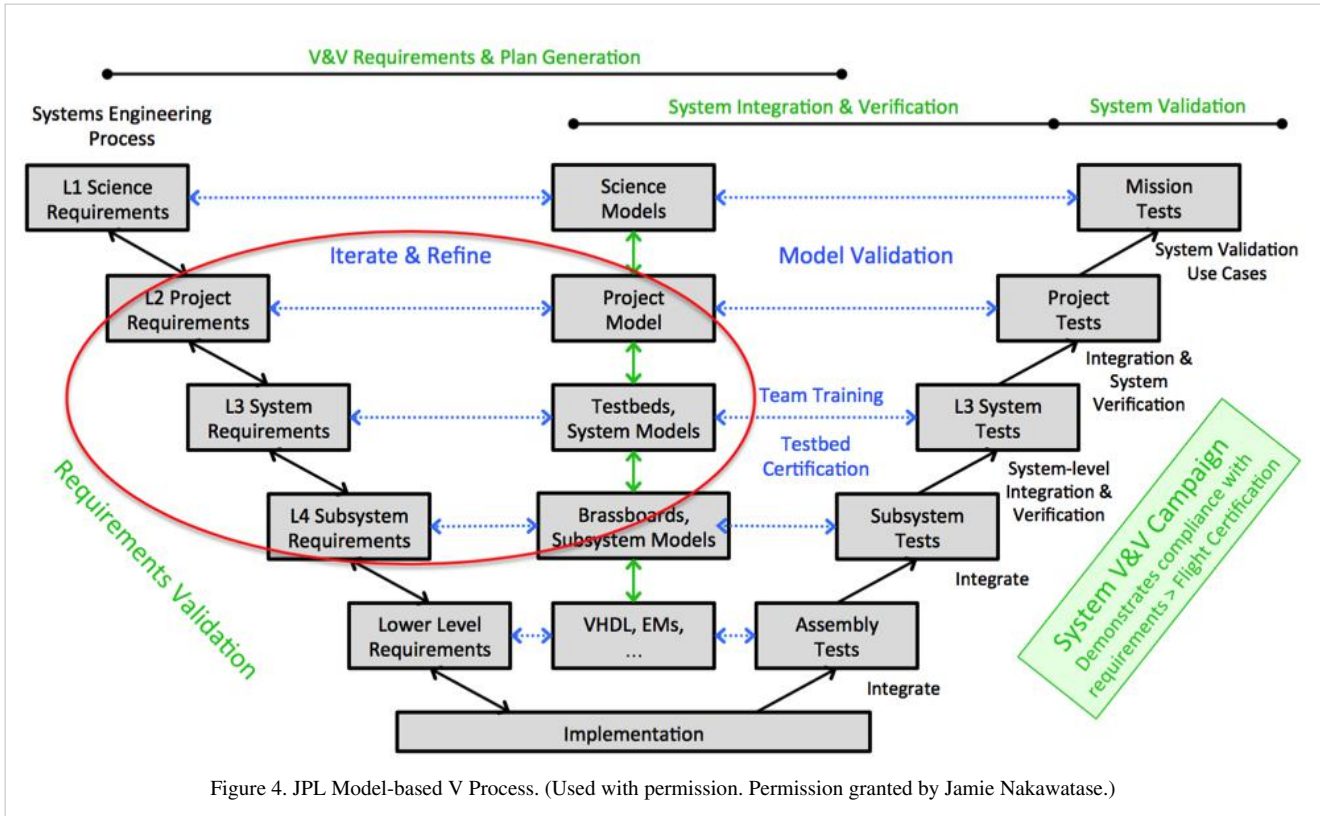 V&V Requirements & Plan Generation
System Integration & Verification
System Validation
Systems Engineering
Process
L1 Science
Requirements
Science
Models
Mission
Tests
Iterate & Refine
Model Validation
System Validation
Use Cases
L2 Project
Requirements
Project
Model
Project
Tests
Integration &
System
Verification
L3 System
Requirements
Testbeds,
System Models
Team Training
Testbed
Certification
L3 System
Tests
System-level
Integration &
Verification
L4 Subsystem
Requirements
Brassboards,
Subsystem Models
Subsystem
Tests
Integrate
Requirements Validation
System V&V Campaign
Demonstrates compliance with
requirements > Flight Certification
Lower Level
Requirements
VHDL, EMs,
...
Assembly
Tests
Integrate
Implementation
Figure 4. JPL Model-based V Process. (Used with permission. Permission granted by Jamie Nakawatase.)